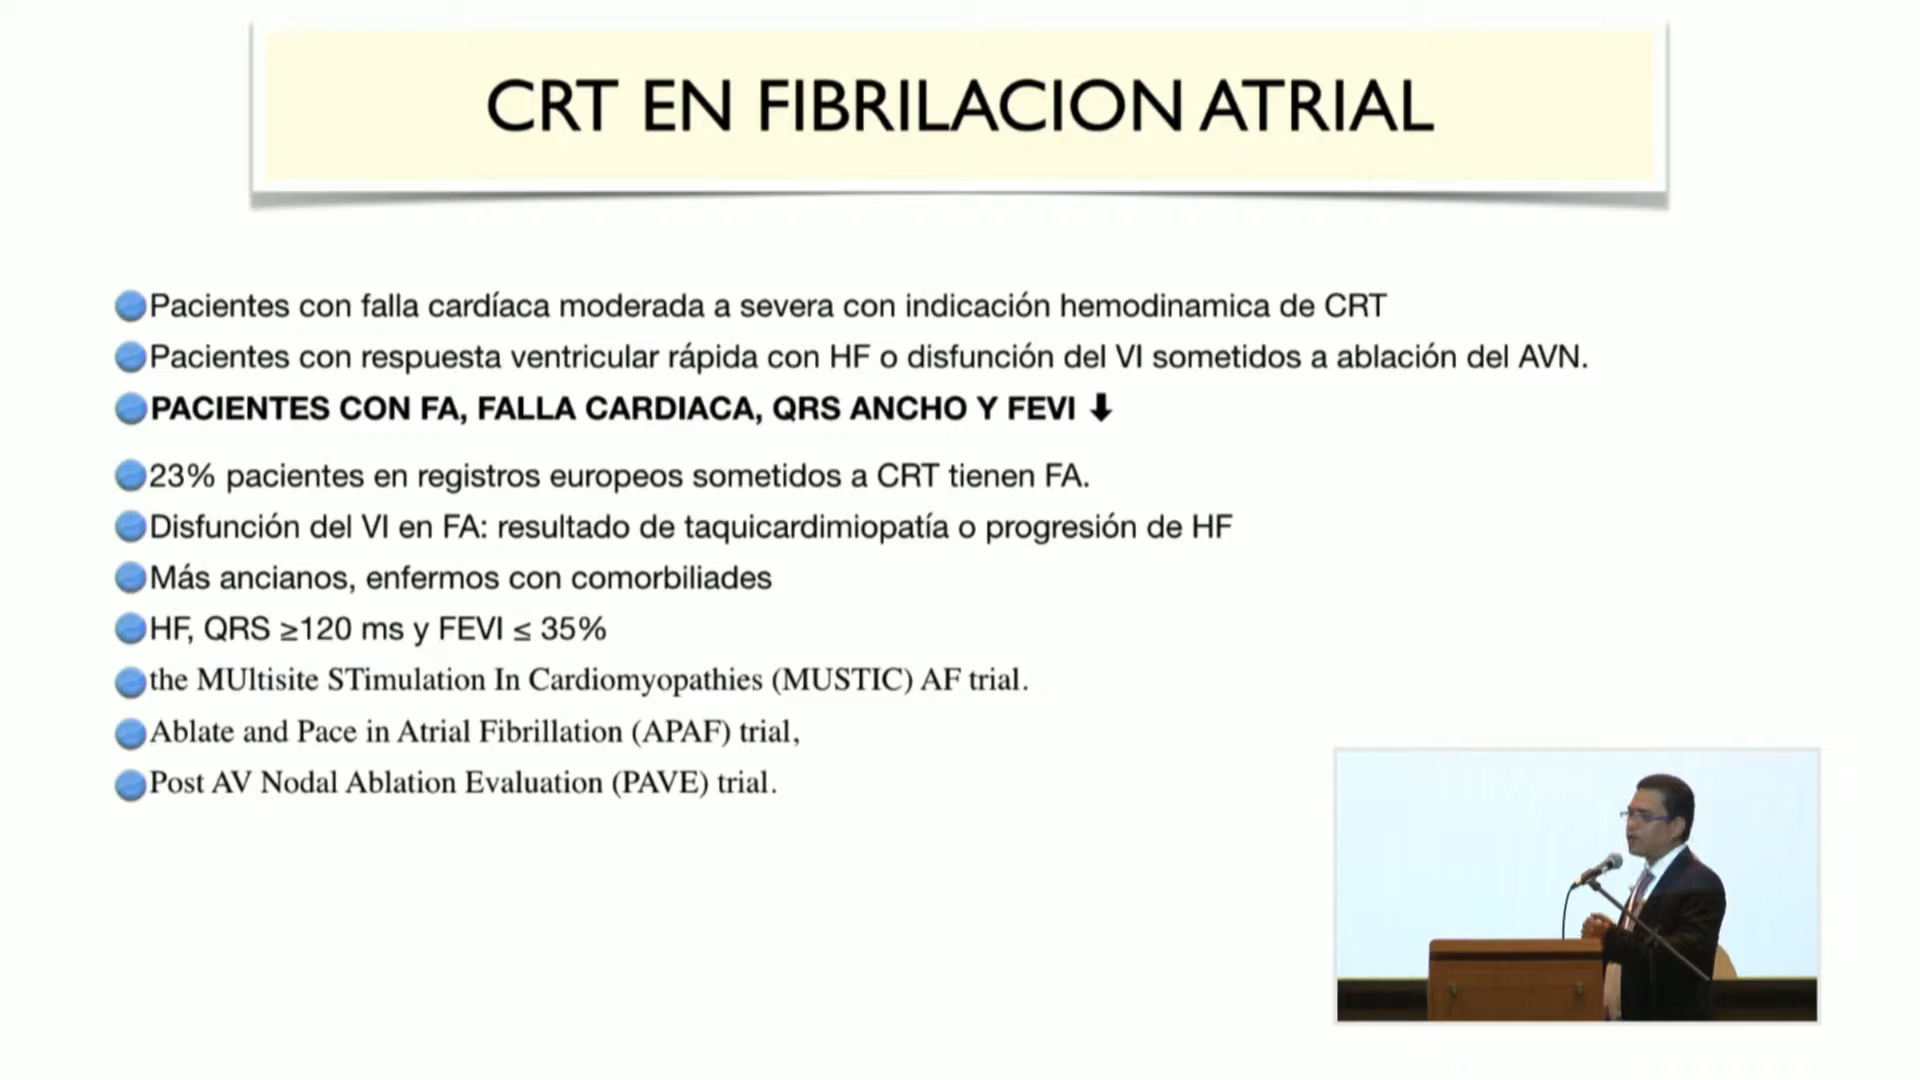 CRT EN FIBRILACION ATRIAL
Pacientes con falla cardíaca moderada a severa con indicación hemodinamica de CRT
Pacientes con respuesta ventricular rápida con HF o disfunción del VI sometidos a ablación del AVN.
PACIENTES CON FA, FALLA CARDIACA, QRS ANCHO Y FEVI ⬇
23% pacientes en registros europeos sometidos a CRT tienen FA.
Disfunción del VI en FA: resultado de taquicardimiopatía o progresión de HF
Más ancianos, enfermos con comorbiliades
HF, QRS ≥120 ms y FEVI ≤ 35%
the MUltisite STimulation In Cardiomyopathies (MUSTIC) AF trial.
Ablate and Pace in Atrial Fibrillation (APAF) trial,
Post AV Nodal Ablation Evaluation (PAVE) trial.